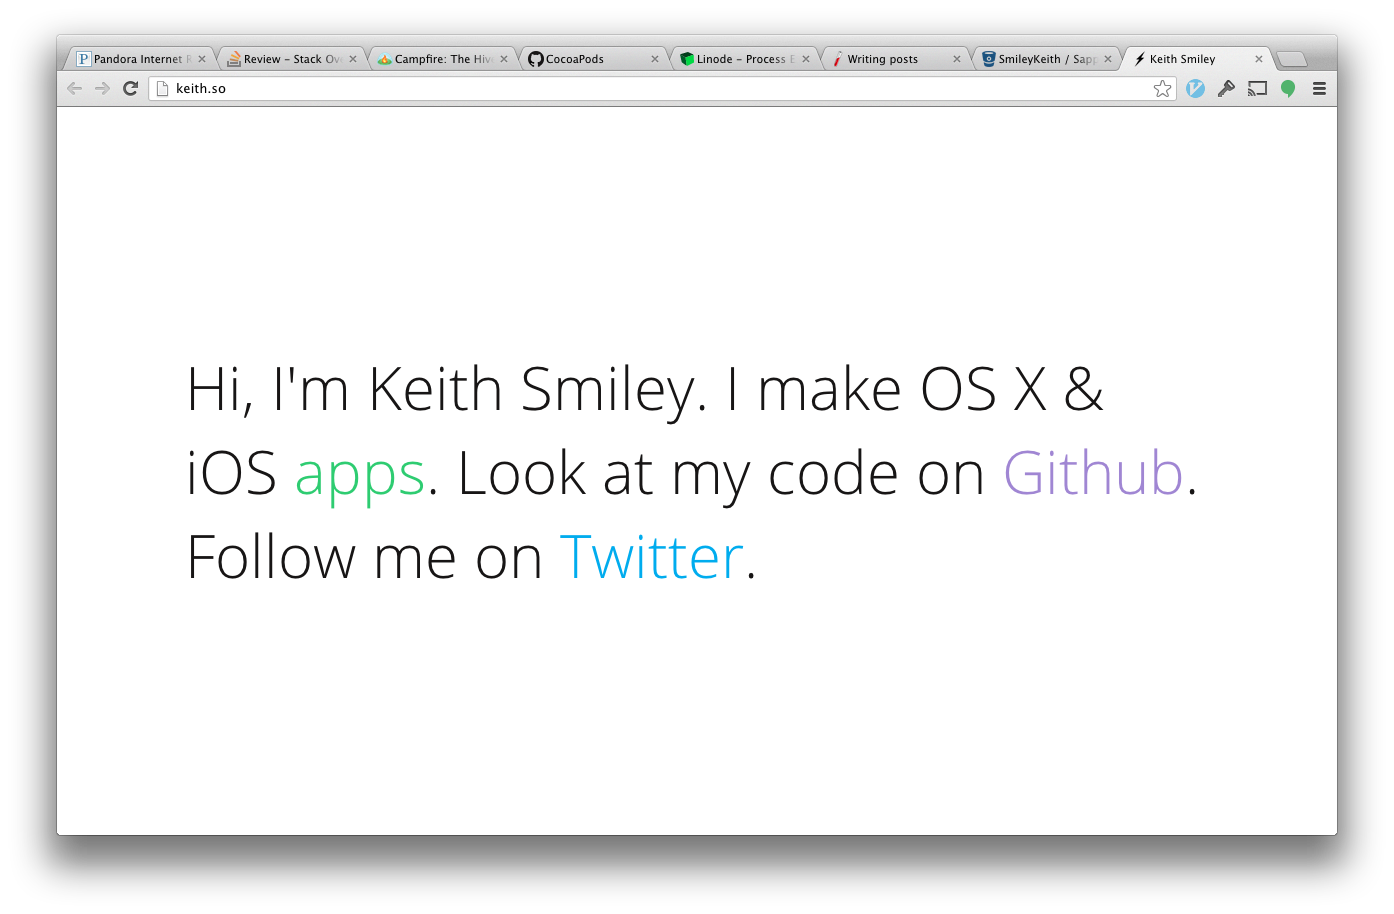 Pandora Internet R
Review – Stack Ov
Campfire: The Hiv
CocoaPods
Linode – Process E
Writing posts
SmileyKeith / Sapp
Keith Smiley
keith.so
Hi, I'm Keith Smiley. I make OS X &
iOS apps. Look at my code on Github.
Follow me on Twitter.